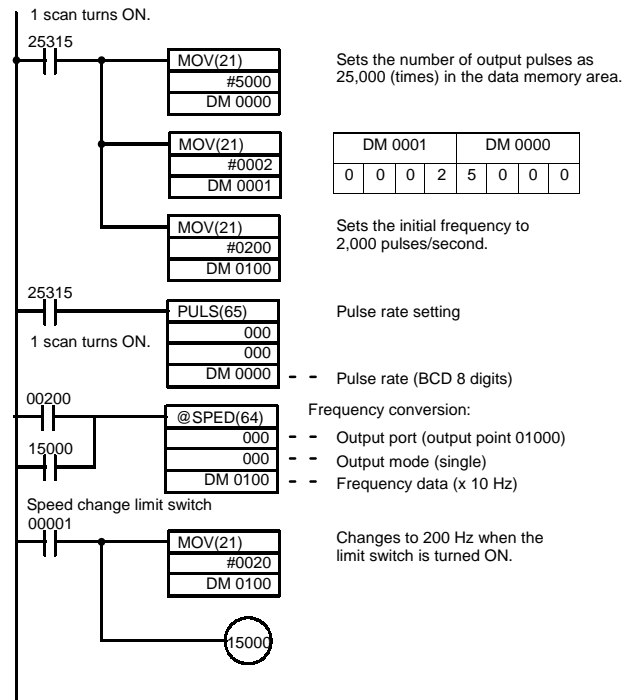 1 scan turns ON.
25315
MOV(21)
#5000
DM 0000
Sets the number of output pulses as
25,000 (times) in the data memory area.
MOV(21)
#0002
DM 0001
DM 0001 DM 0000
0 0 0 2 5 0 0 0
MOV(21)
#0200
DM 0100
Sets the initial frequency to
2,000 pulses/second.
25315
1 scan turns ON.
PULS(65)
000
000
DM 0000
Pulse rate setting
Pulse rate (BCD 8 digits)
00200
15000
@SPED(64)
000
000
DM 0100
Frequency conversion:
Output port (output point 01000)
Output mode (single)
Frequency data (x 10 Hz)
Speed change limit switch
00001
MOV(21)
#0020
DM 0100
Changes to 200 Hz when the
limit switch is turned ON.
15000